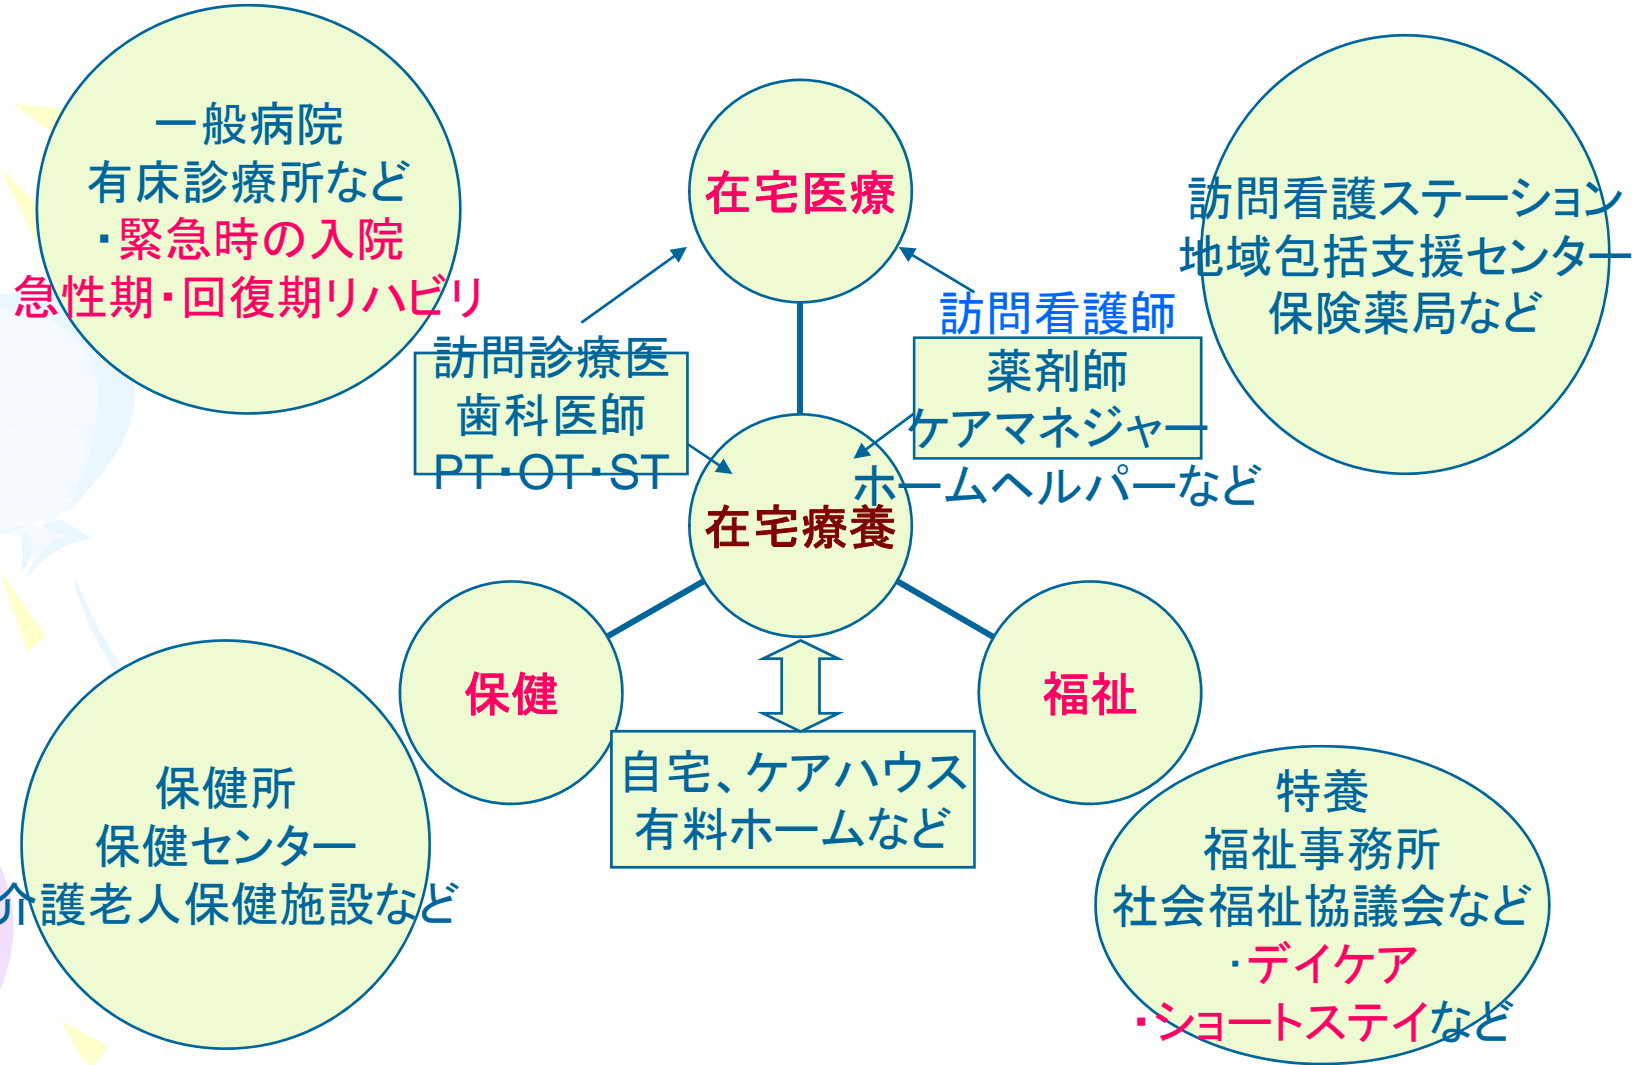 一般病院
有床診療所など
・緊急時の入院
急性期・回復期リハビリ
在宅医療
訪問看護ステーション
地域包括支援センター
保険薬局など
訪問診療医
歯科医師
PT・OT・ST
訪問看護師
薬剤師
ケアマネジャー
ホームヘルパーなど
在宅療養
保健
福祉
自宅、ケアハウス
有料ホームなど
保健所
保健センター
介護老人保健施設など
特養
福祉事務所
社会福祉協議会など
・デイケア
・ショートステイなど